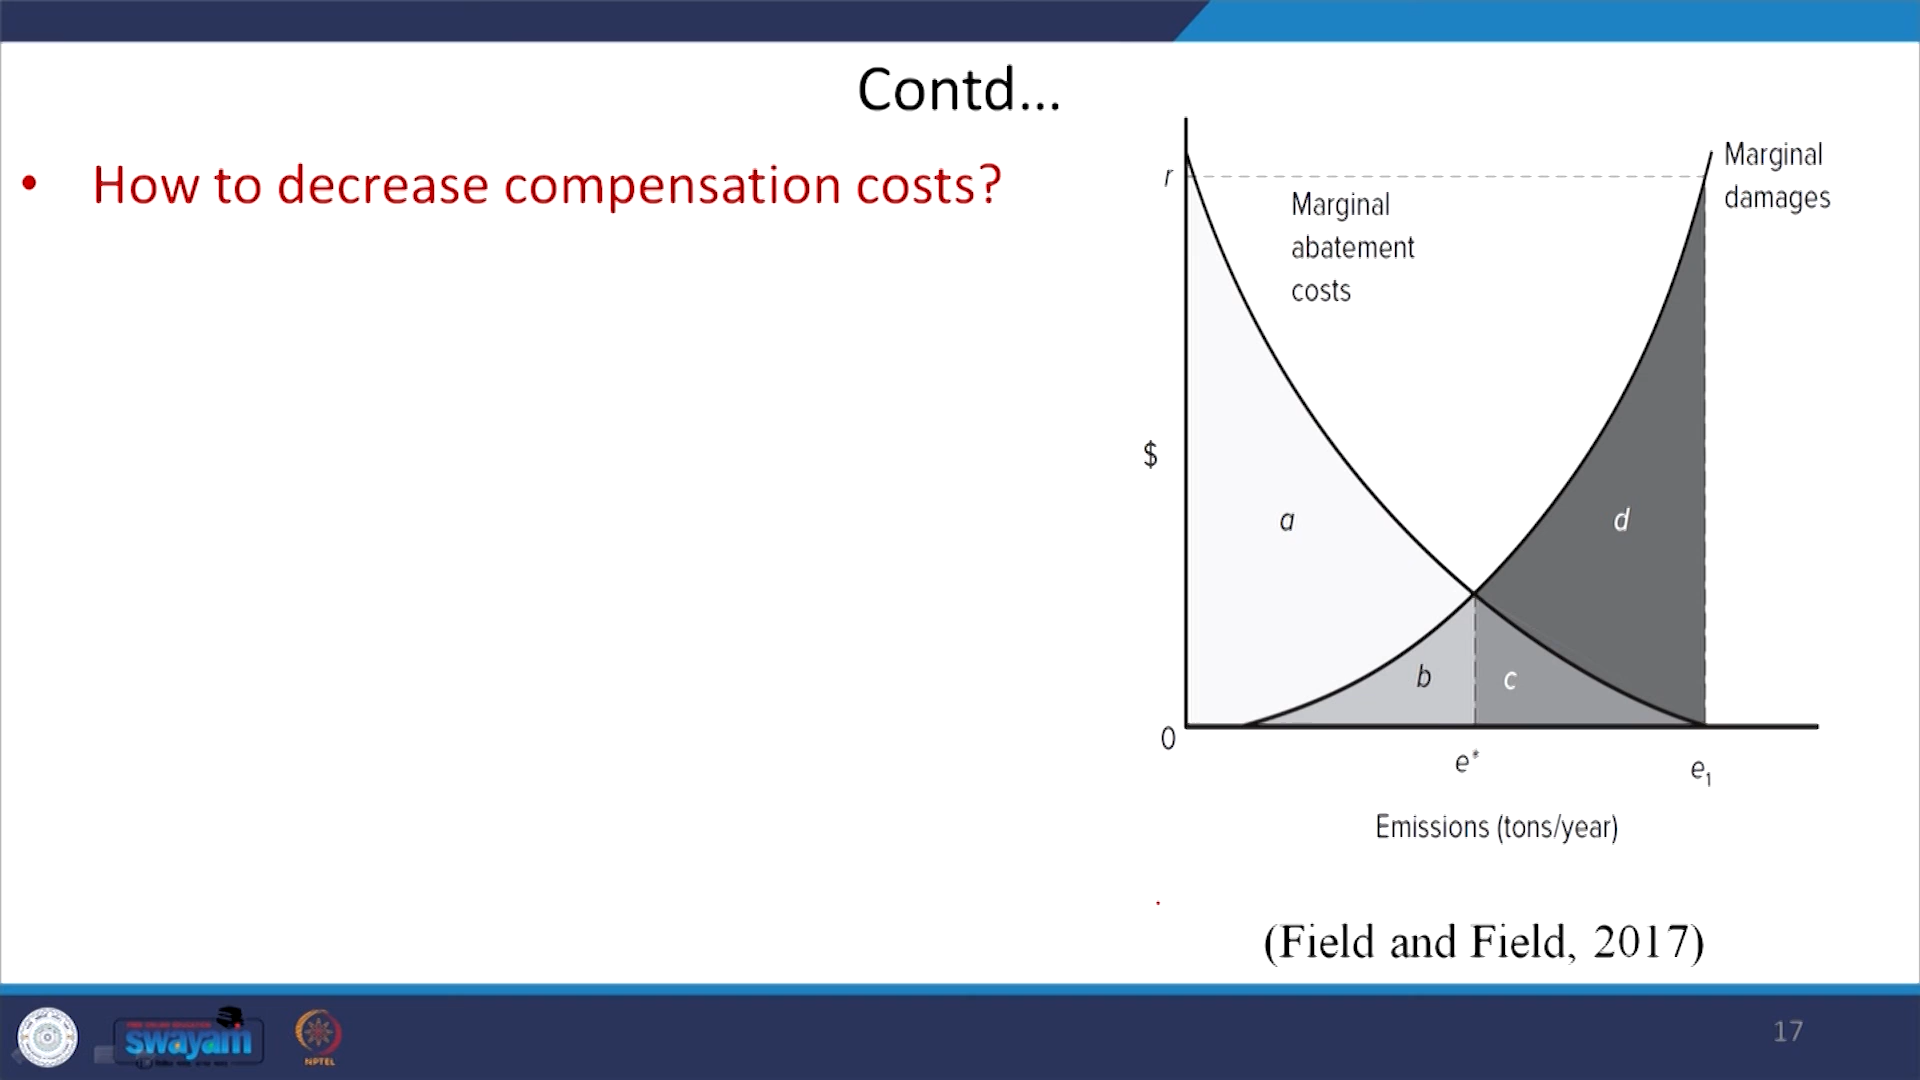 Contd...
• How to decrease compensation costs?
r
Marginal
abatement
costs
Marginal
damages
$
a
d
b
c
0
e*
e₁
Emissions (tons/year)
(Field and Field, 2017)
swayam
NPTEL
17